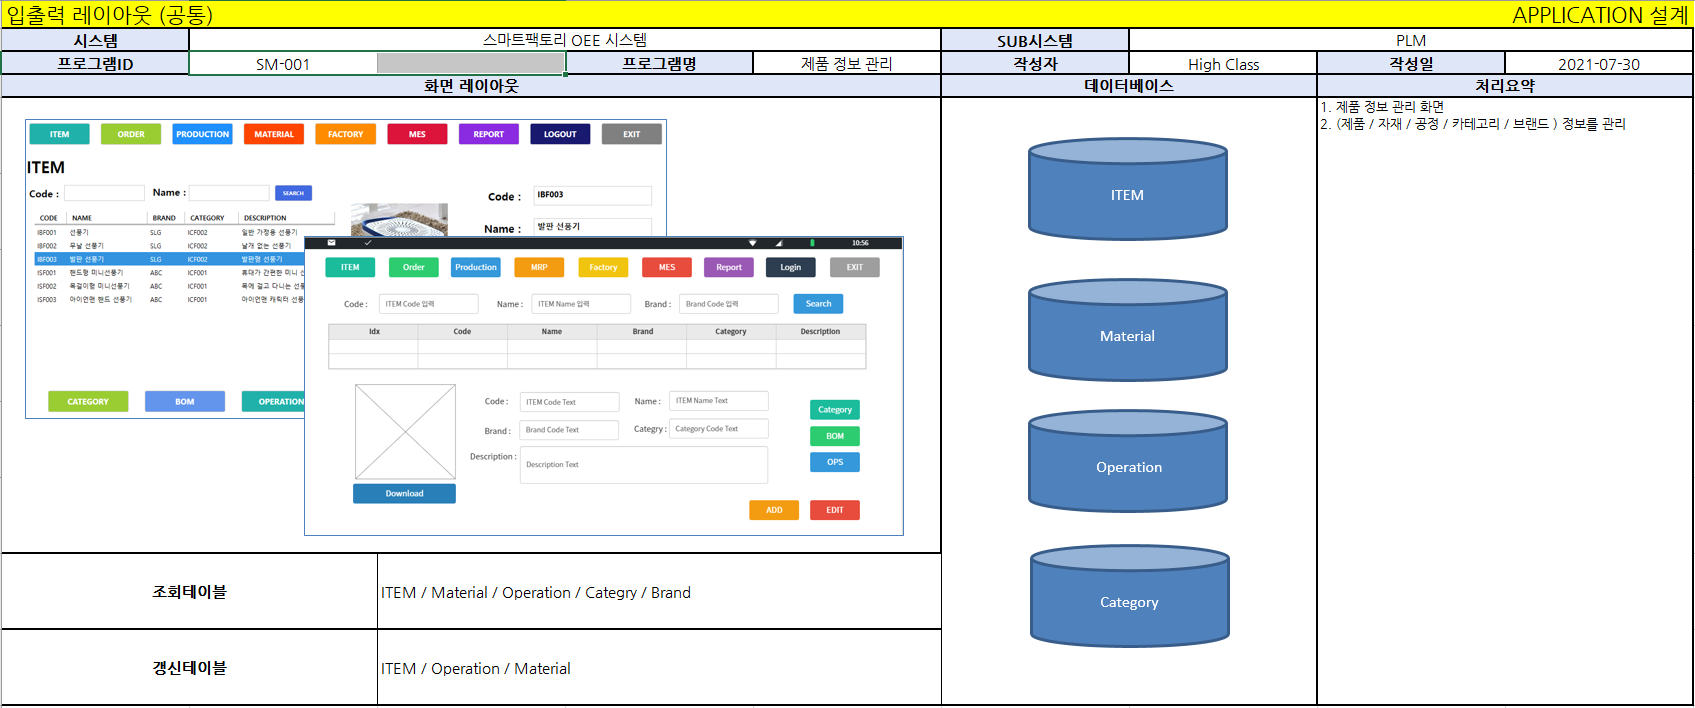 입출력 레이아웃 (공통) APPLICATION 설계
시스템 스마트팩토리 OEE 시스템 SUB시스템 PLM
프로그램ID SM-001 프로그램명 제품 정보 관리 작성자 High Class 작성일 2021-07-30
화면 레이아웃 데이터베이스 처리요약
1. 제품 정보 관리 화면
2. (제품 / 자재 / 공정 / 카테고리 / 브랜드 ) 정보를 관리
ITEM ORDER PRODUCTION MATERIAL FACTORY MES REPORT LOGOUT EXIT
ITEM
Code : Name : SEARCH
CODE NAME BRAND CATEGORY DESCRIPTION
IBF001 선풍기 SLG ICF002 일반 가정용 선풍기
IBF002 무날 선풍기 SLG ICF002 날개 없는 선풍기
IBF003 발판 선풍기 SLG ICF002 발판형 선풍기
ISF001 핸드형 미니선풍기 ABC ICF001 휴대가 간편한 미니
ISF002 목걸이형 미니선풍기 ABC ICF001 목에 걸고 다니는 선풍
ISF003 아이언맨 핸드 선풍기 ABC ICF001 아이언맨 캐릭터 선풍
Code : IBF003
Name : 발판 선풍기
CATEGORY BOM OPERATION
10:56
ITEM Order Production MRP Factory MES Report Login EXIT
Code : ITEM Code 입력 Name : ITEM Name 입력 Brand : Brand Code 입력 Search
Idx Code Name Brand Category Description
Code : ITEM Code Text Name : ITEM Name Text Category
Brand : Brand Code Text Categry : Category Code Text BOM
Description : Description Text OPS
Download
ADD EDIT
ITEM
Material
Operation
Category
조회테이블 ITEM / Material / Operation / Categry / Brand
갱신테이블 ITEM / Operation / Material